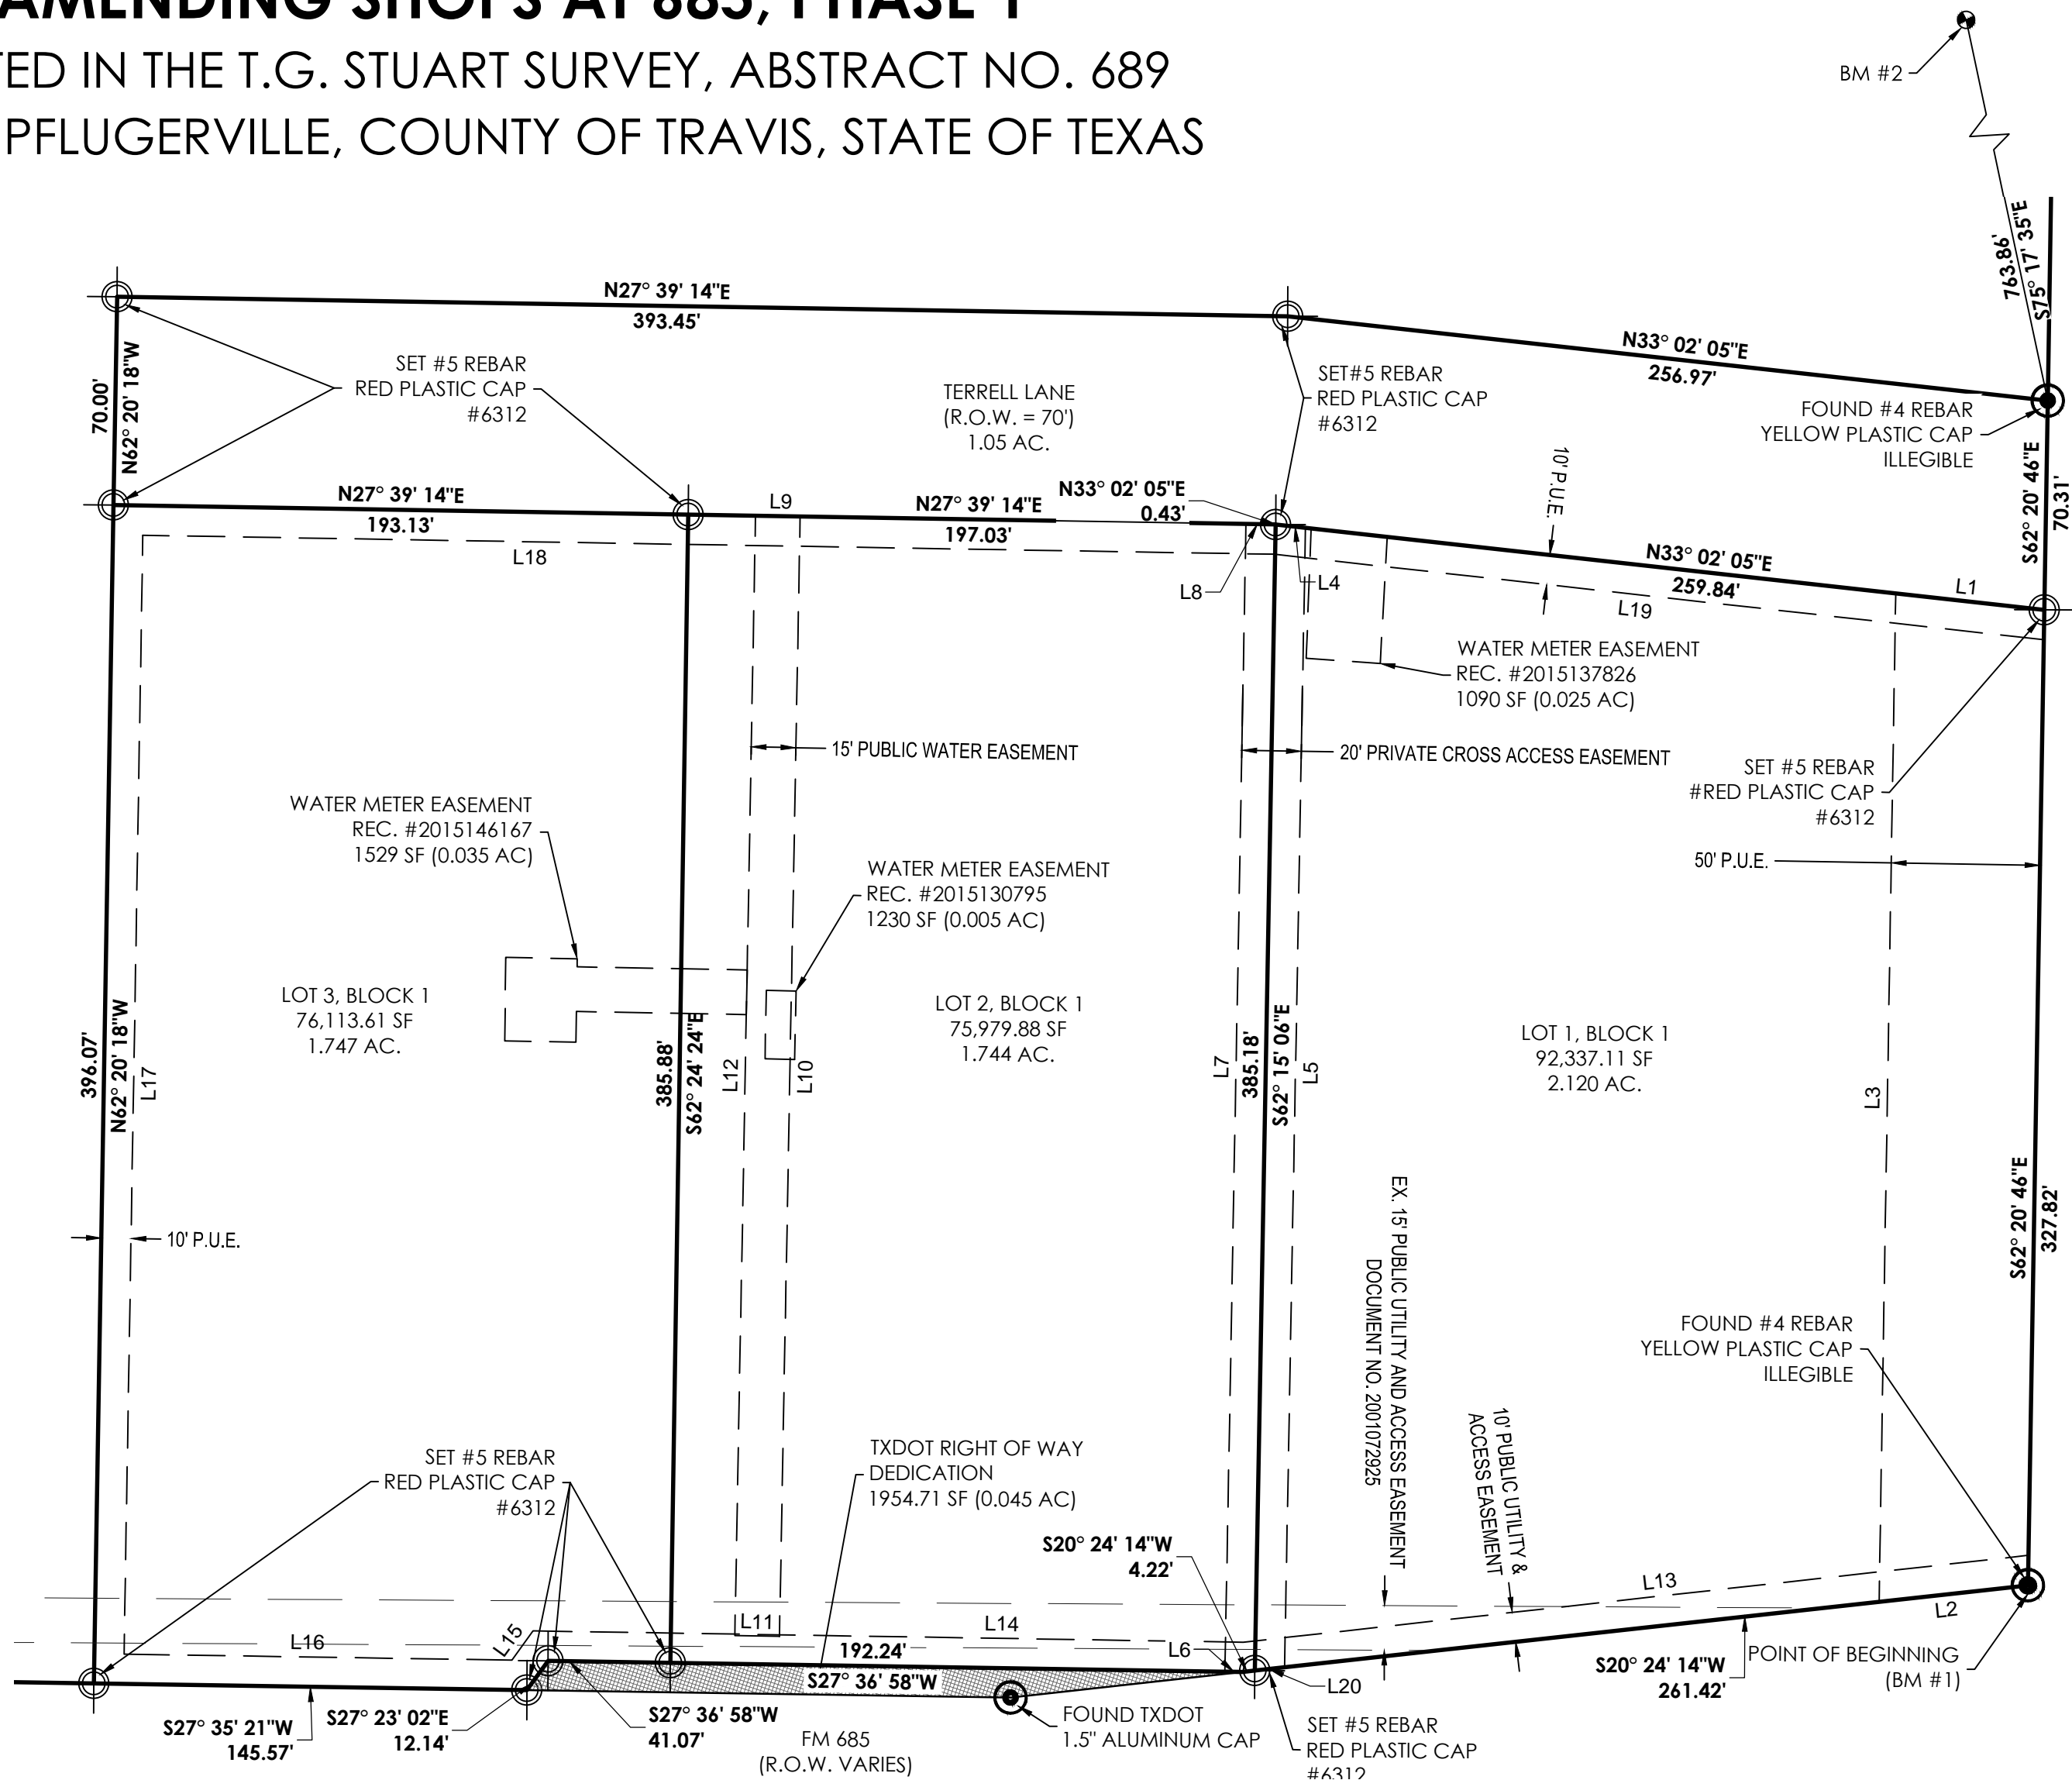 AMENDING SHOPS AT 685, PHASE 1
TED IN THE T.G. STUART SURVEY, ABSTRACT NO. 689
PFLUGERVILLE, COUNTY OF TRAVIS, STATE OF TEXAS
BM #2
763.86'
S75° 17' 35"E
N27° 39' 14"E
393.45'
N33° 02' 05"E
256.97'
70.00'
N62° 20' 18"W
SET #5 REBAR
RED PLASTIC CAP
#6312
TERRELL LANE
(R.O.W. = 70')
1.05 AC.
SET#5 REBAR
RED PLASTIC CAP
#6312
FOUND #4 REBAR
YELLOW PLASTIC CAP
ILLEGIBLE
S62° 20' 46"E
70.31'
N27° 39' 14"E
193.13'
L9
N27° 39' 14"E
197.03'
N33° 02' 05"E
0.43'
10' P.U.E.
N33° 02' 05"E
259.84'
L1
L18
L8
L4
L19
WATER METER EASEMENT
REC. #2015137826
1090 SF (0.025 AC)
15' PUBLIC WATER EASEMENT
20' PRIVATE CROSS ACCESS EASEMENT
SET #5 REBAR
#RED PLASTIC CAP
#6312
WATER METER EASEMENT
REC. #2015146167
1529 SF (0.035 AC)
WATER METER EASEMENT
REC. #2015130795
1230 SF (0.005 AC)
50' P.U.E.
LOT 3, BLOCK 1
76,113.61 SF
1.747 AC.
LOT 2, BLOCK 1
75,979.88 SF
1.744 AC.
LOT 1, BLOCK 1
92,337.11 SF
2.120 AC.
396.07'
N62° 20' 18"W
L17
385.88'
S62° 24' 24"E
L12
L10
L7
385.18'
S62° 15' 06"E
L5
L3
S62° 20' 46"E
327.82'
10' P.U.E.
EX. 15' PUBLIC UTILITY AND ACCESS EASEMENT
DOCUMENT NO. 2001072925
10' PUBLIC UTILITY &
ACCESS EASEMENT
FOUND #4 REBAR
YELLOW PLASTIC CAP
ILLEGIBLE
SET #5 REBAR
RED PLASTIC CAP
#6312
TXDOT RIGHT OF WAY
DEDICATION
1954.71 SF (0.045 AC)
S20° 24' 14"W
4.22'
L13
L2
L16
L15
L11
L14
L6
192.24'
S27° 36' 58"W
L20
POINT OF BEGINNING
(BM #1)
S20° 24' 14"W
261.42'
S27° 35' 21"W
145.57'
S27° 23' 02"E
12.14'
S27° 36' 58"W
41.07'
FM 685
(R.O.W. VARIES)
FOUND TXDOT
1.5" ALUMINUM CAP
SET #5 REBAR
RED PLASTIC CAP
#6312